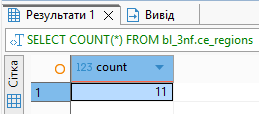 Результати 1
Вивід
SELECT COUNT(*) FROM bl_3nf.ce_regions
Сітка
123 count
1
11